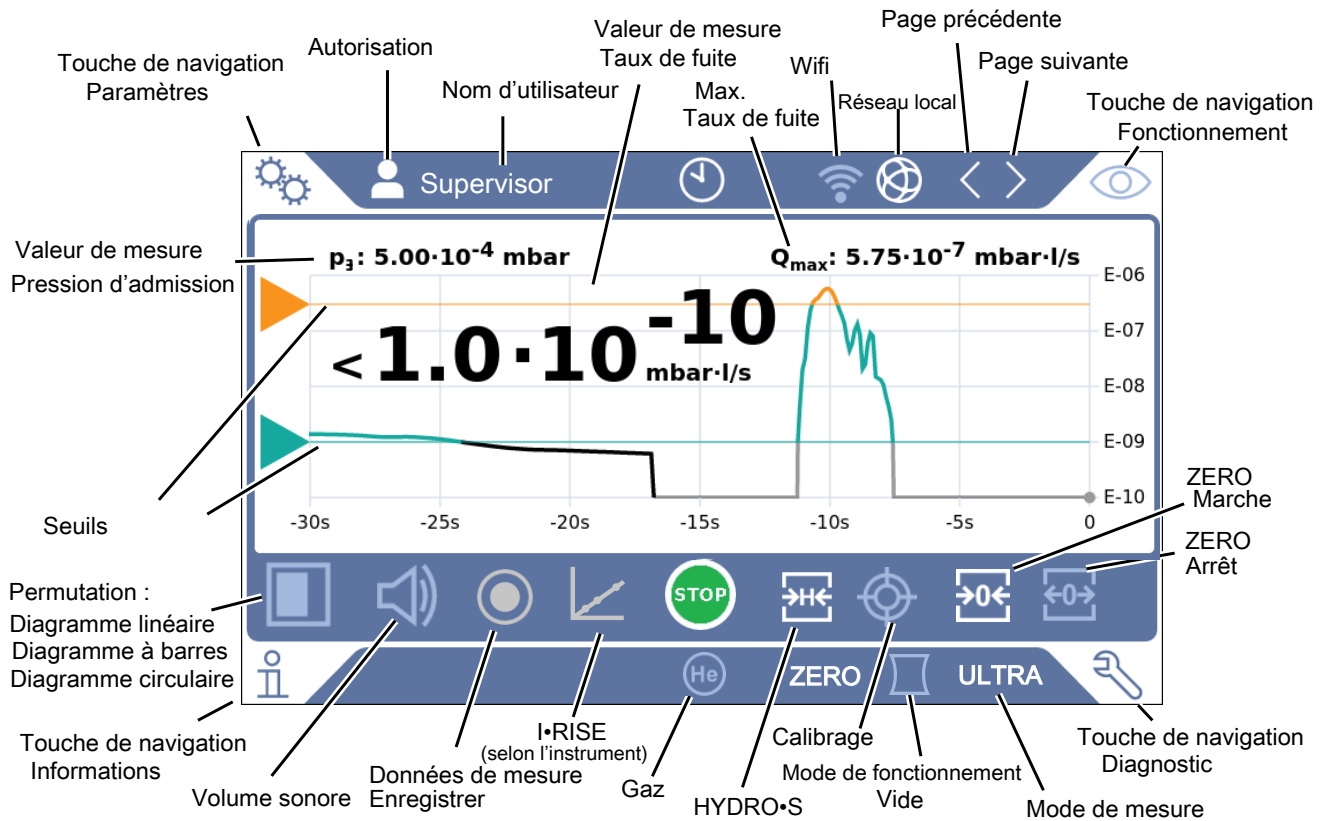 Page précédente
Valeur de mesure
Taux de fuite
Autorisation
Wifi
Page suivante
Touche de navigation
Paramètres
Nom d'utilisateur
Max.
Taux de fuite
Réseau local
Touche de navigation
Fonctionnement
Supervisor
Valeur de mesure
Pression d'admission
p₃: 5.00·10⁻⁴ mbar
Qmax: 5.75·10⁻⁷ mbar·l/s
E-06
<1.0·10⁻¹⁰
mbar·l/s
E-07
E-08
E-09
E-10
-30s
-25s
-20s
-15s
-10s
-5s
0
Seuils
ZERO
Marche
ZERO
Arrêt
Permutation :
Diagramme linéaire
Diagramme à barres
Diagramme circulaire
STOP
>H<
>0<
<0>
He
ZERO
ULTRA
Touche de navigation
Informations
Volume sonore
Données de mesure
Enregistrer
I•RISE
(selon l'instrument)
Gaz
HYDRO•S
Calibrage
Mode de fonctionnement
Vide
Mode de mesure
Touche de navigation
Diagnostic